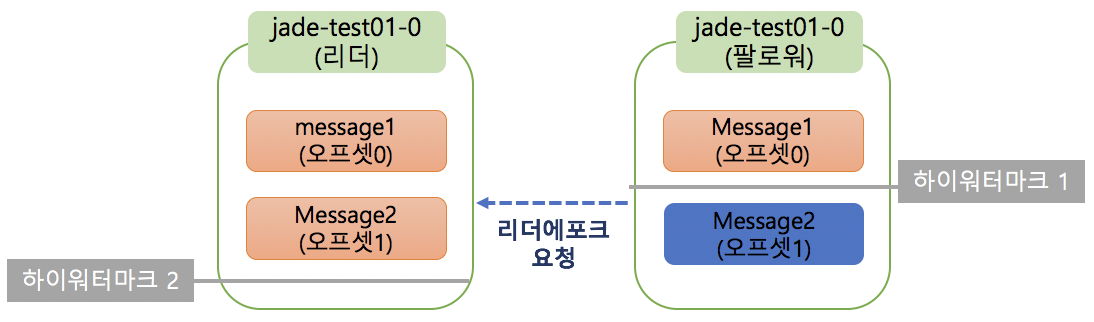 jade-test01-0
(리더)
message1
(오프셋0)
Message2
(오프셋1)
하이워터마크 2
리더에포크
요청
jade-test01-0
(팔로워)
Message1
(오프셋0)
하이워터마크 1
Message2
(오프셋1)